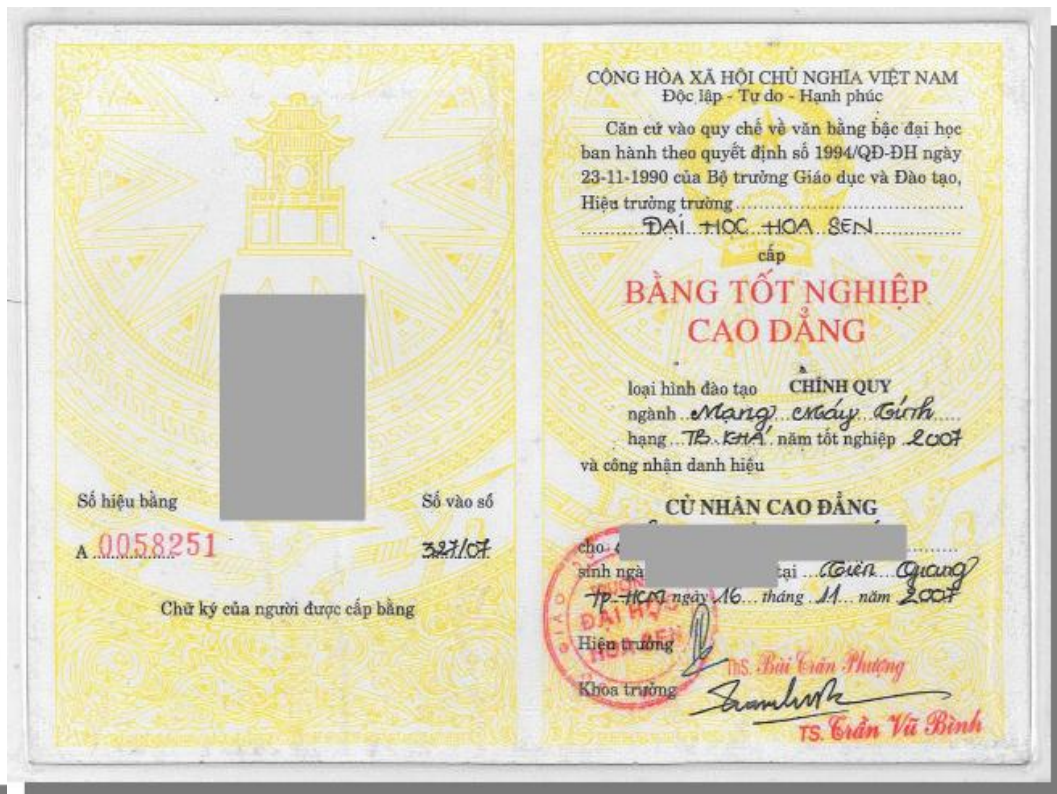 Số hiệu bằng
Số vào sổ
A 0058251
327/07
Chữ ký của người được cấp bằng
CỘNG HÒA XÃ HỘI CHỦ NGHĨA VIỆT NAM
Độc lập - Tự do - Hạnh phúc
Căn cứ vào quy chế về văn bằng bậc đại học
ban hành theo quyết định số 1994/QĐ-ĐH ngày
23-11-1990 của Bộ trưởng Giáo dục và Đào tạo,
Hiệu trưởng trường
ĐẠI HỌC HOA SEN
cấp
BẰNG TỐT NGHIỆP
CAO ĐẲNG
loại hình đào tạo CHÍNH QUY
ngành Mạng Máy Tính
hạng TB. KHÁ năm tốt nghiệp 2007
và công nhận danh hiệu
CỬ NHÂN CAO ĐẲNG
cho
sinh ngà tại Tiền Giang
Tp. HCM ngày 16 tháng 11 năm 2007
ĐẠI HỌC
HOA SEN
Hiệu trưởng
ThS. Bùi Trân Phượng
Khoa trưởng
TS. Trần Vũ Bình